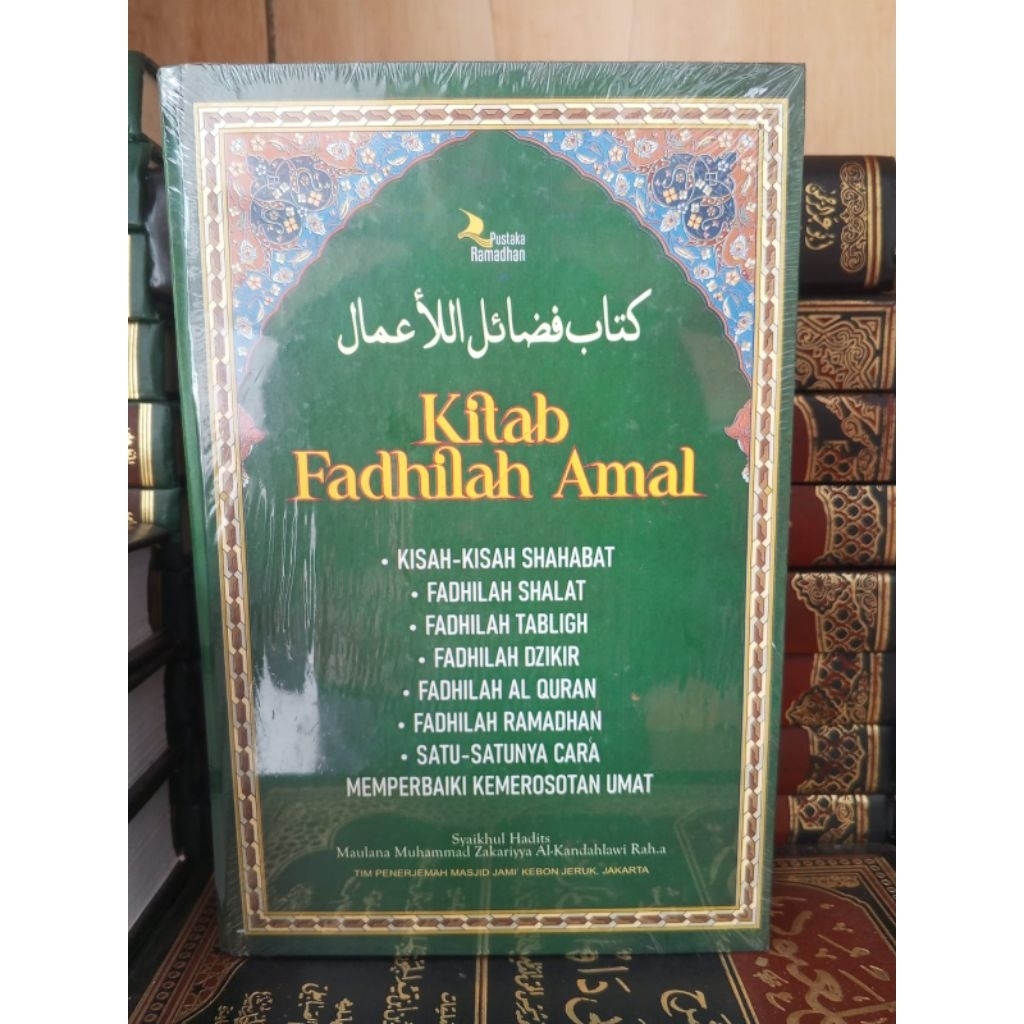 Pustaka
Ramadhan
كتاب فضائل اللأعمال
Kitab
Fadhilah Amal
• KISAH-KISAH SHAHABAT
• FADHILAH SHALAT
• FADHILAH TABLIGH
• FADHILAH DZIKIR
• FADHILAH AL QURAN
• FADHILAH RAMADHAN
• SATU-SATUNYA CARA
MEMPERBAIKI KEMEROSOTAN UMAT
Syaikhul Hadits
Maulana Muhammad Zakariyya Al-Kandahlawi Rah.a
TIM PENERJEMAH MASJID JAMI' KEBON JERUK, JAKARTA